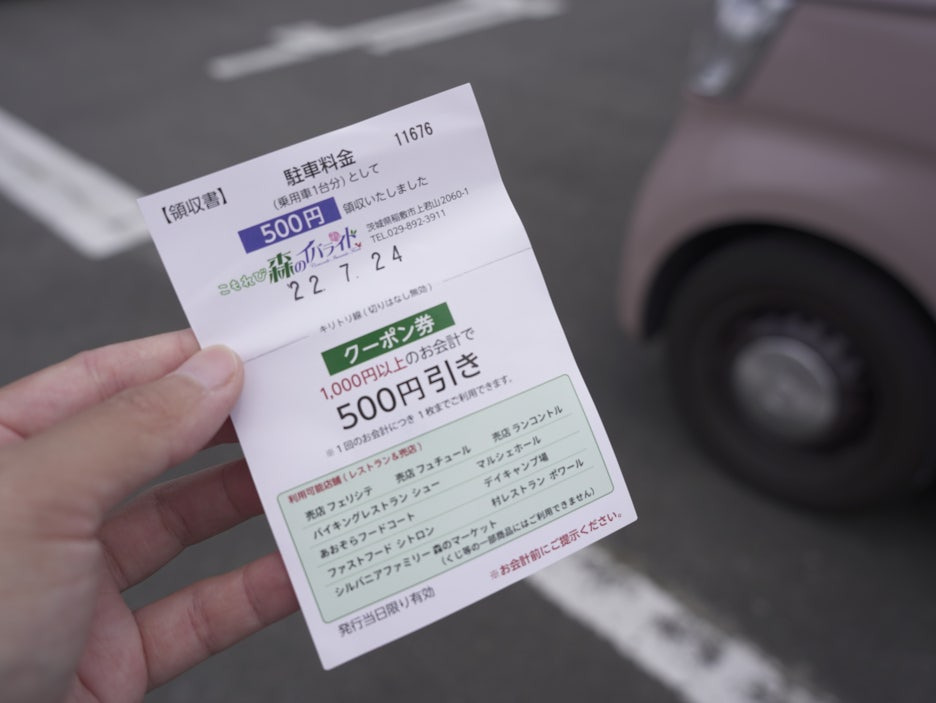 11676
【領収書】
駐車料金
(乗用車1台分)として
500円 領収いたしました
こもれび森のイバライド
茨城県稲敷市上君山2060-1
TEL.029-892-3911
'22. 7. 24
キリトリ線(切りはなし無効)
クーポン券
1,000円以上のお会計で
500円引き
※1回のお会計につき1枚までご利用できます。
利用可能店舗(レストラン&売店)
売店 フェリシテ 売店 フュチュール 売店 ランコントル
バイキングレストラン シュー マルシェホール
あおぞらフードコート デイキャンプ場
ファストフード シトロン 村レストラン ボワール
シルバニアファミリー 森のマーケット
(くじ等の一部商品にはご利用できません)
※お会計前にご提示ください。
発行当日限り有効